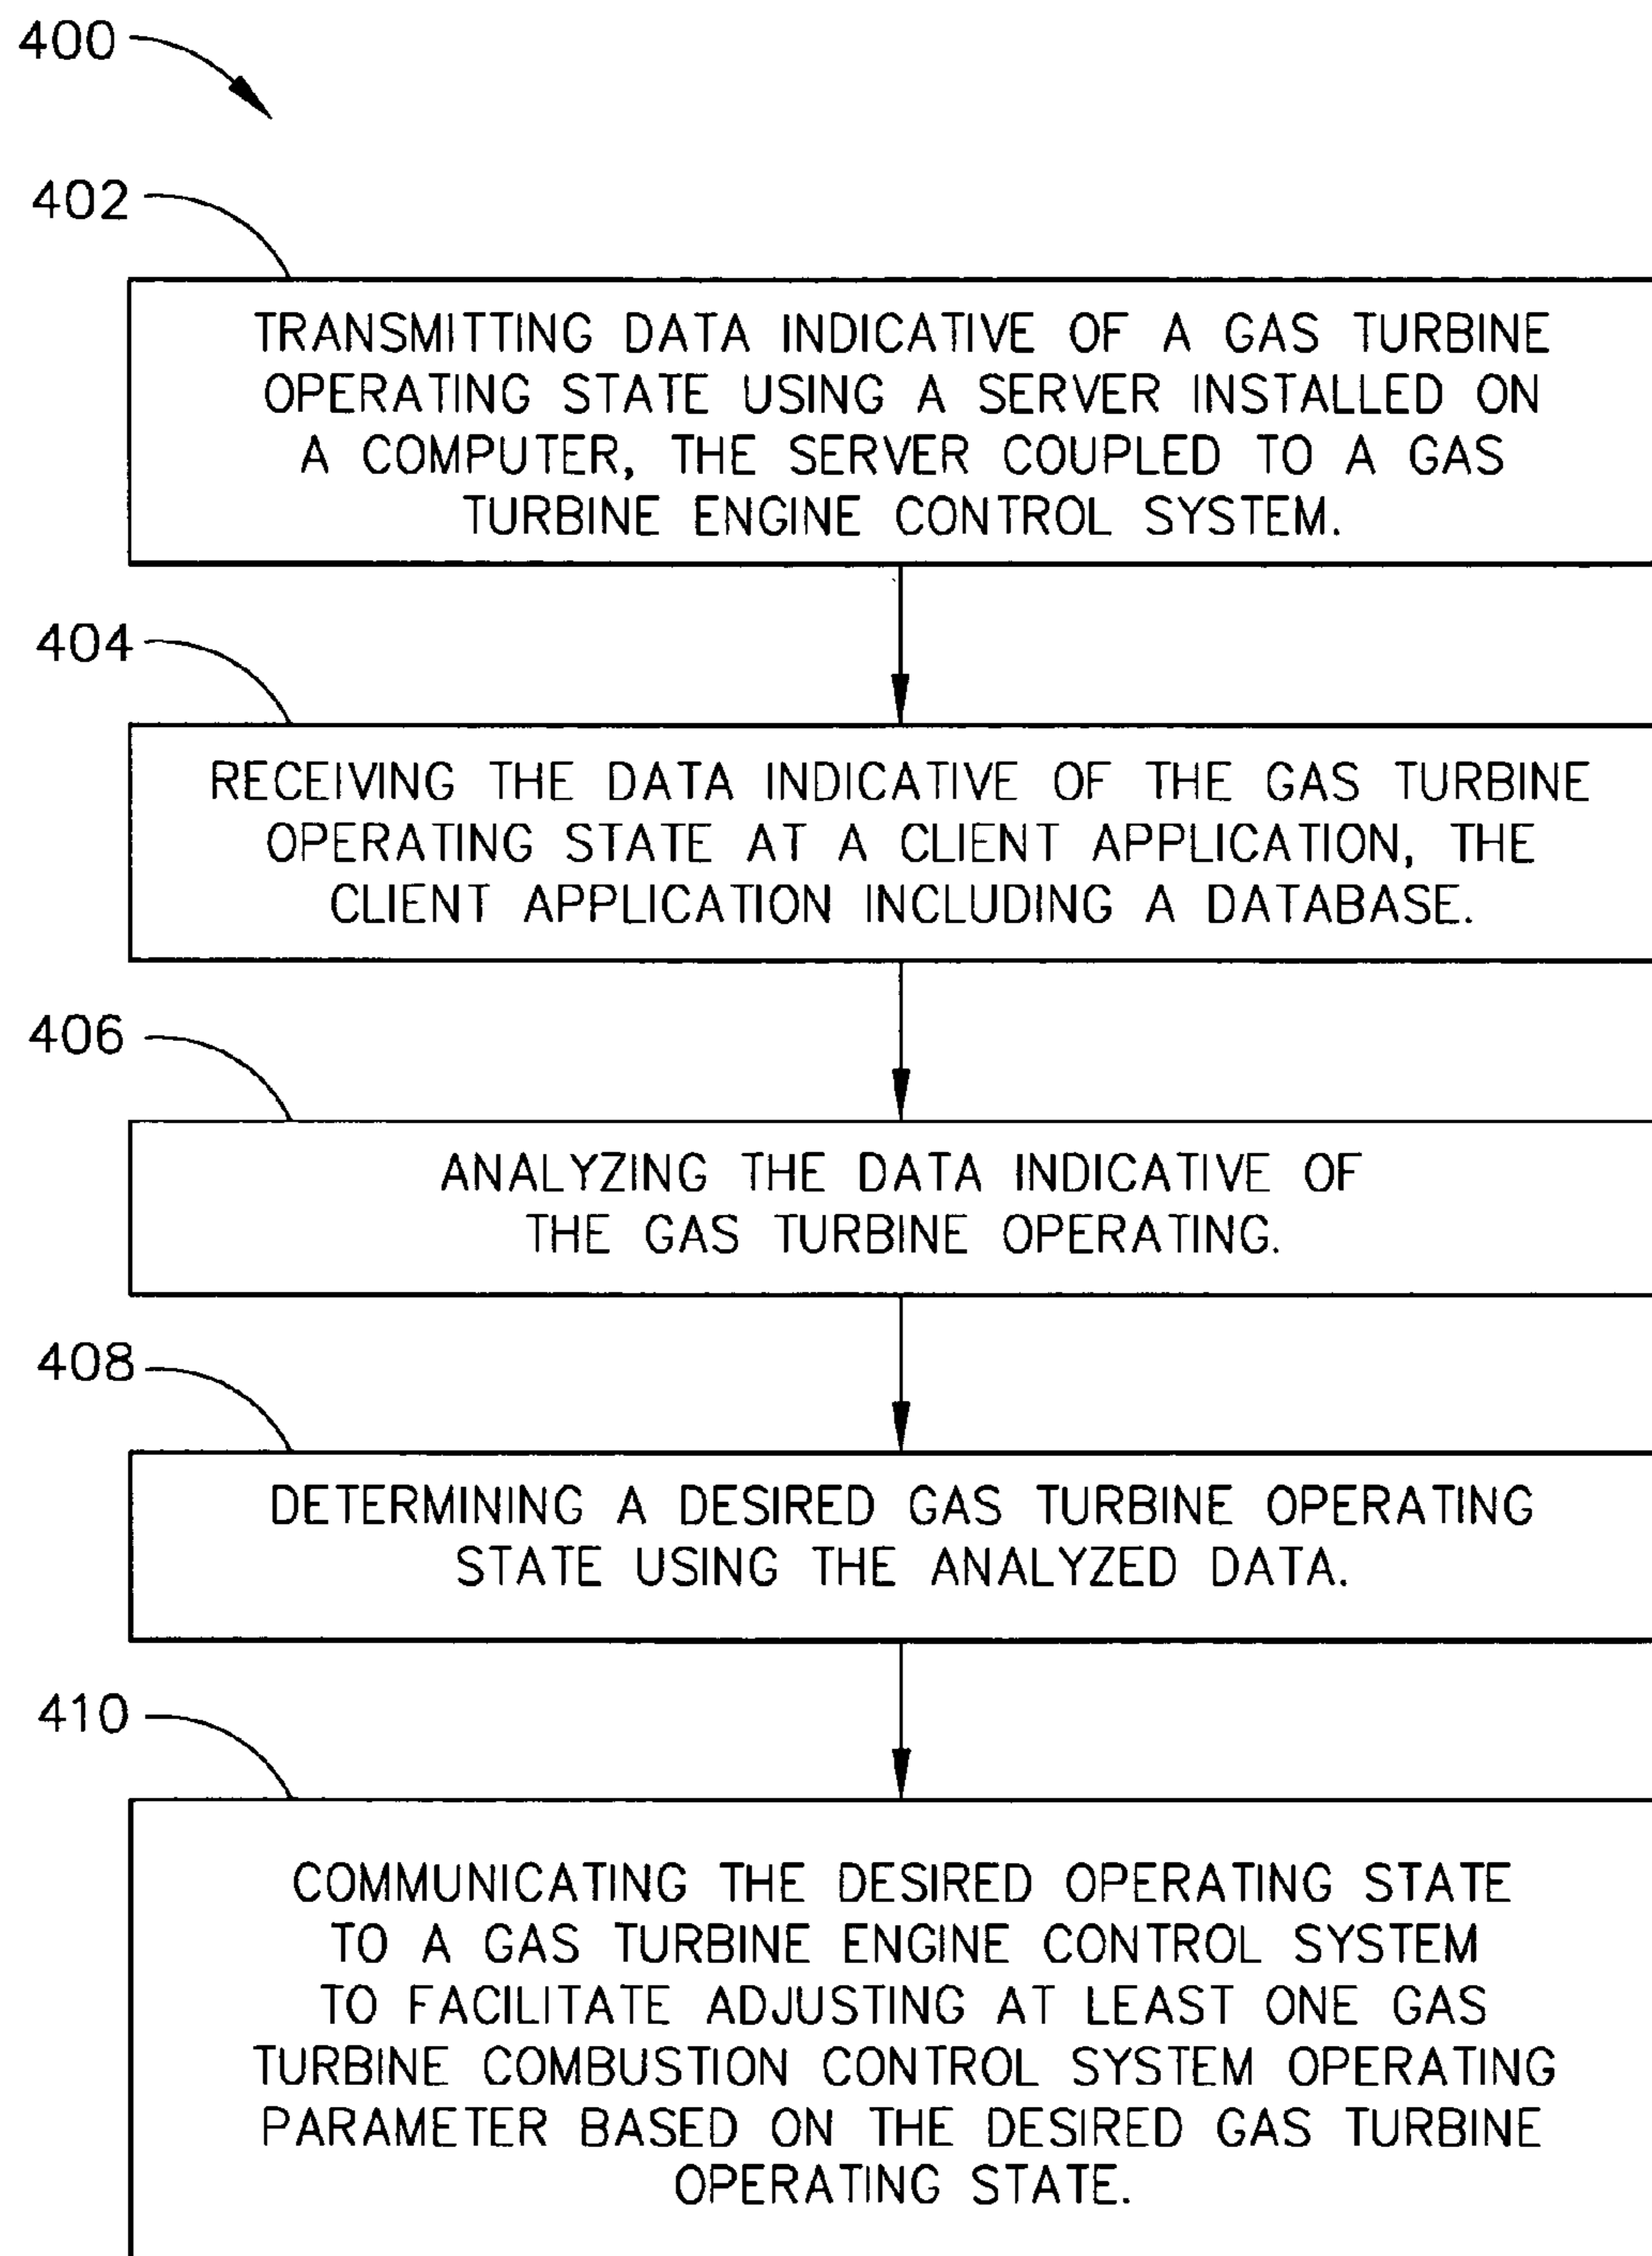 400
402
TRANSMITTING DATA INDICATIVE OF A GAS TURBINE
OPERATING STATE USING A SERVER INSTALLED ON
A COMPUTER, THE SERVER COUPLED TO A GAS
TURBINE ENGINE CONTROL SYSTEM.
404
RECEIVING THE DATA INDICATIVE OF THE GAS TURBINE
OPERATING STATE AT A CLIENT APPLICATION, THE
CLIENT APPLICATION INCLUDING A DATABASE.
406
ANALYZING THE DATA INDICATIVE OF
THE GAS TURBINE OPERATING.
408
DETERMINING A DESIRED GAS TURBINE OPERATING
STATE USING THE ANALYZED DATA.
410
COMMUNICATING THE DESIRED OPERATING STATE
TO A GAS TURBINE ENGINE CONTROL SYSTEM
TO FACILITATE ADJUSTING AT LEAST ONE GAS
TURBINE COMBUSTION CONTROL SYSTEM OPERATING
PARAMETER BASED ON THE DESIRED GAS TURBINE
OPERATING STATE.